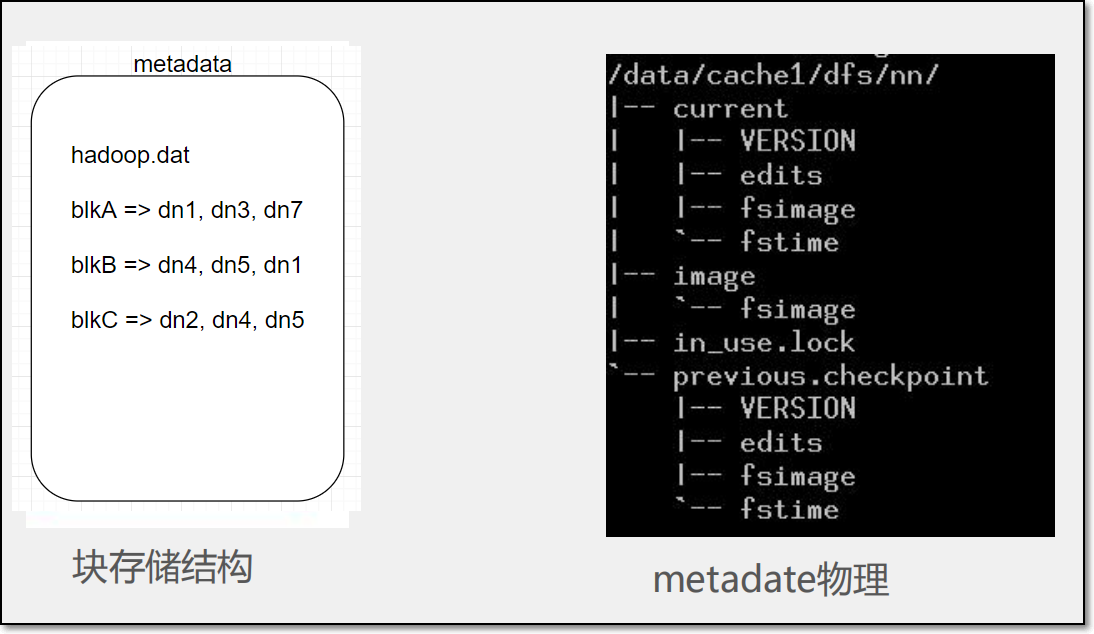 metadata
hadoop.dat
blkA => dn1, dn3, dn7
blkB => dn4, dn5, dn1
blkC => dn2, dn4, dn5
块存储结构
/data/cache1/dfs/nn/
|-- current
|   |-- VERSION
|   |-- edits
|   |-- fsimage
|   `-- fstime
|-- image
|   `-- fsimage
|-- in_use.lock
`-- previous.checkpoint
    |-- VERSION
    |-- edits
    |-- fsimage
    `-- fstime
metadate物理